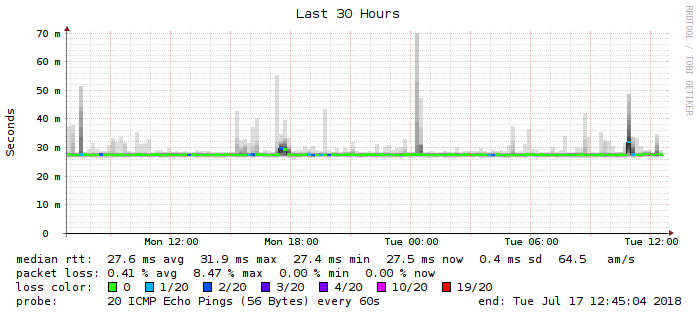 Last 30 Hours
RRDTOOL / TOBI OETIKER
Seconds
70 m
60 m
50 m
40 m
30 m
20 m
10 m
0
Mon 12:00 Mon 18:00 Tue 00:00 Tue 06:00 Tue 12:00
median rtt: 27.6 ms avg 31.9 ms max 27.4 ms min 27.5 ms now 0.4 ms sd 64.5 am/s
packet loss: 0.41 % avg 8.47 % max 0.00 % min 0.00 % now
loss color: 0 1/20 2/20 3/20 4/20 10/20 19/20
probe: 20 ICMP Echo Pings (56 Bytes) every 60s end: Tue Jul 17 12:45:04 2018